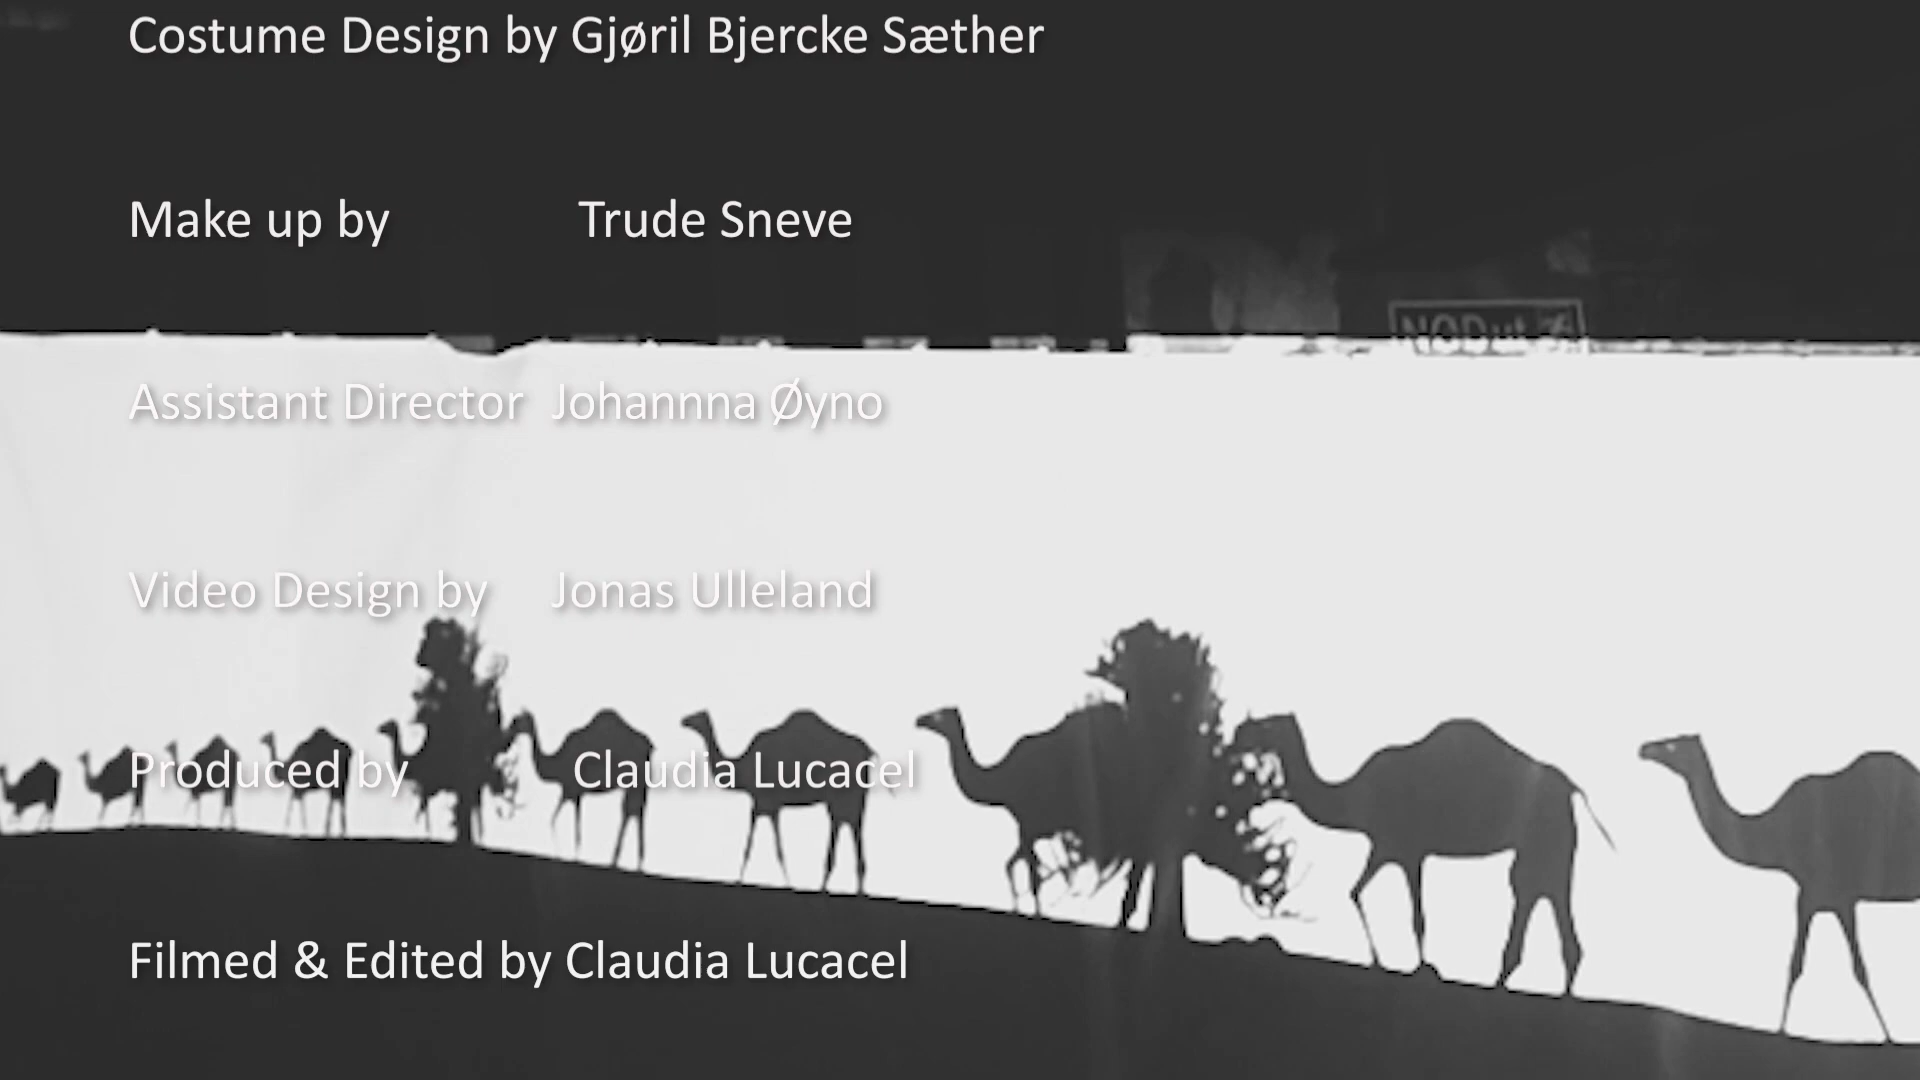 Costume Design by Gjøril Bjercke Sæther
Make up by Trude Sneve
Assistant Director Johannna Øyno
Video Design by Jonas Ulleland
Produced by Claudia Lucacel
Filmed & Edited by Claudia Lucacel